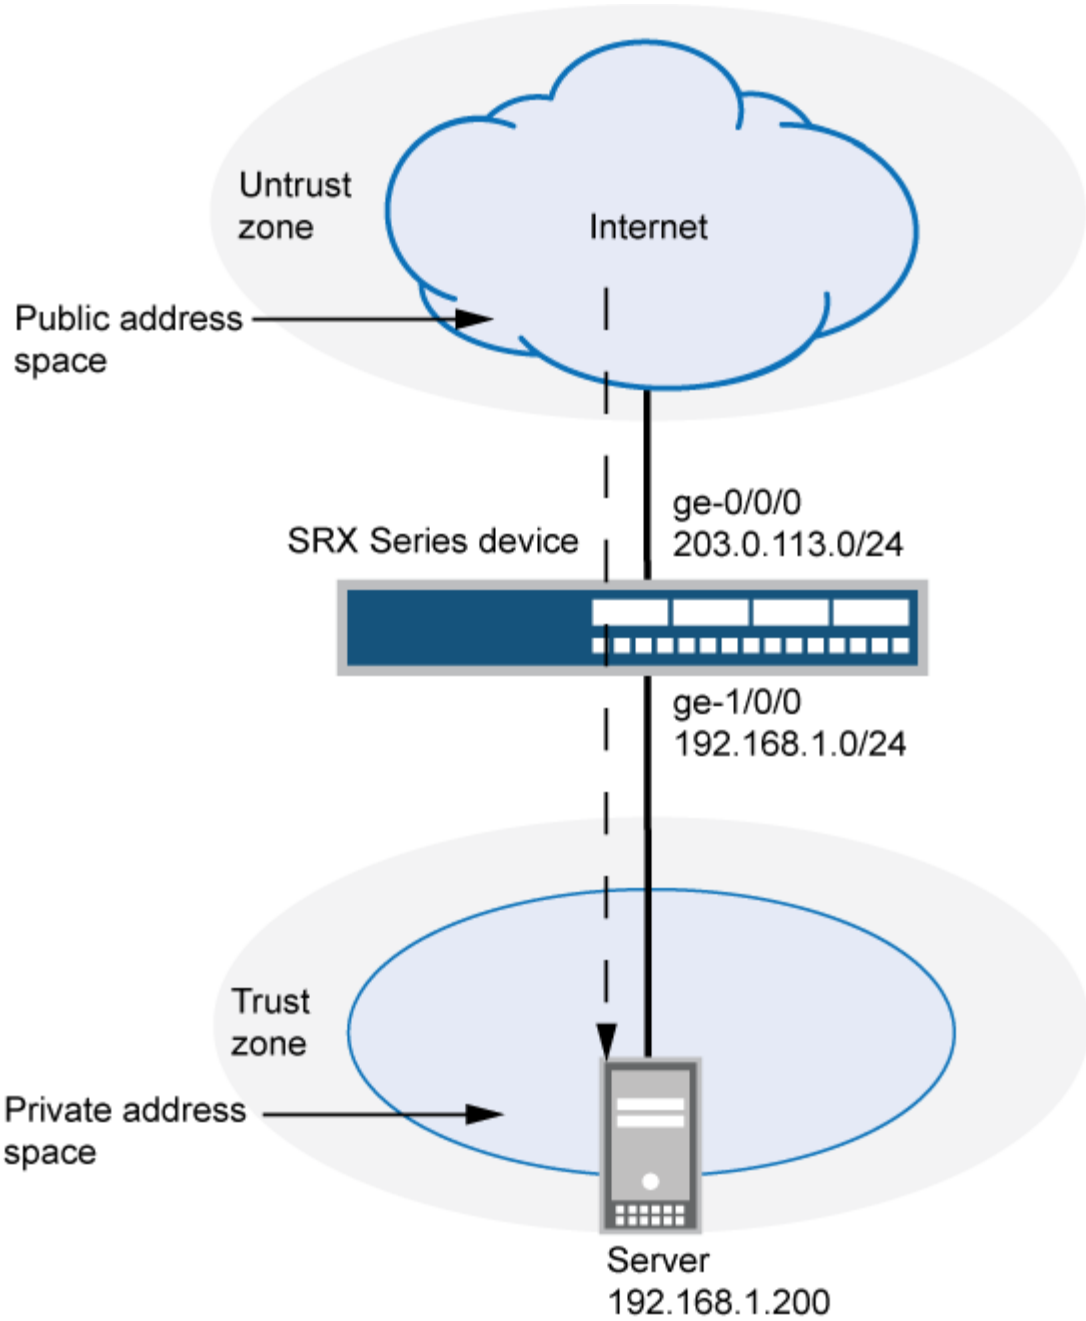 Untrust
zone
Internet
Public address
space
ge-0/0/0
203.0.113.0/24
SRX Series device
ge-1/0/0
192.168.1.0/24
Trust
zone
Private address
space
Server
192.168.1.200